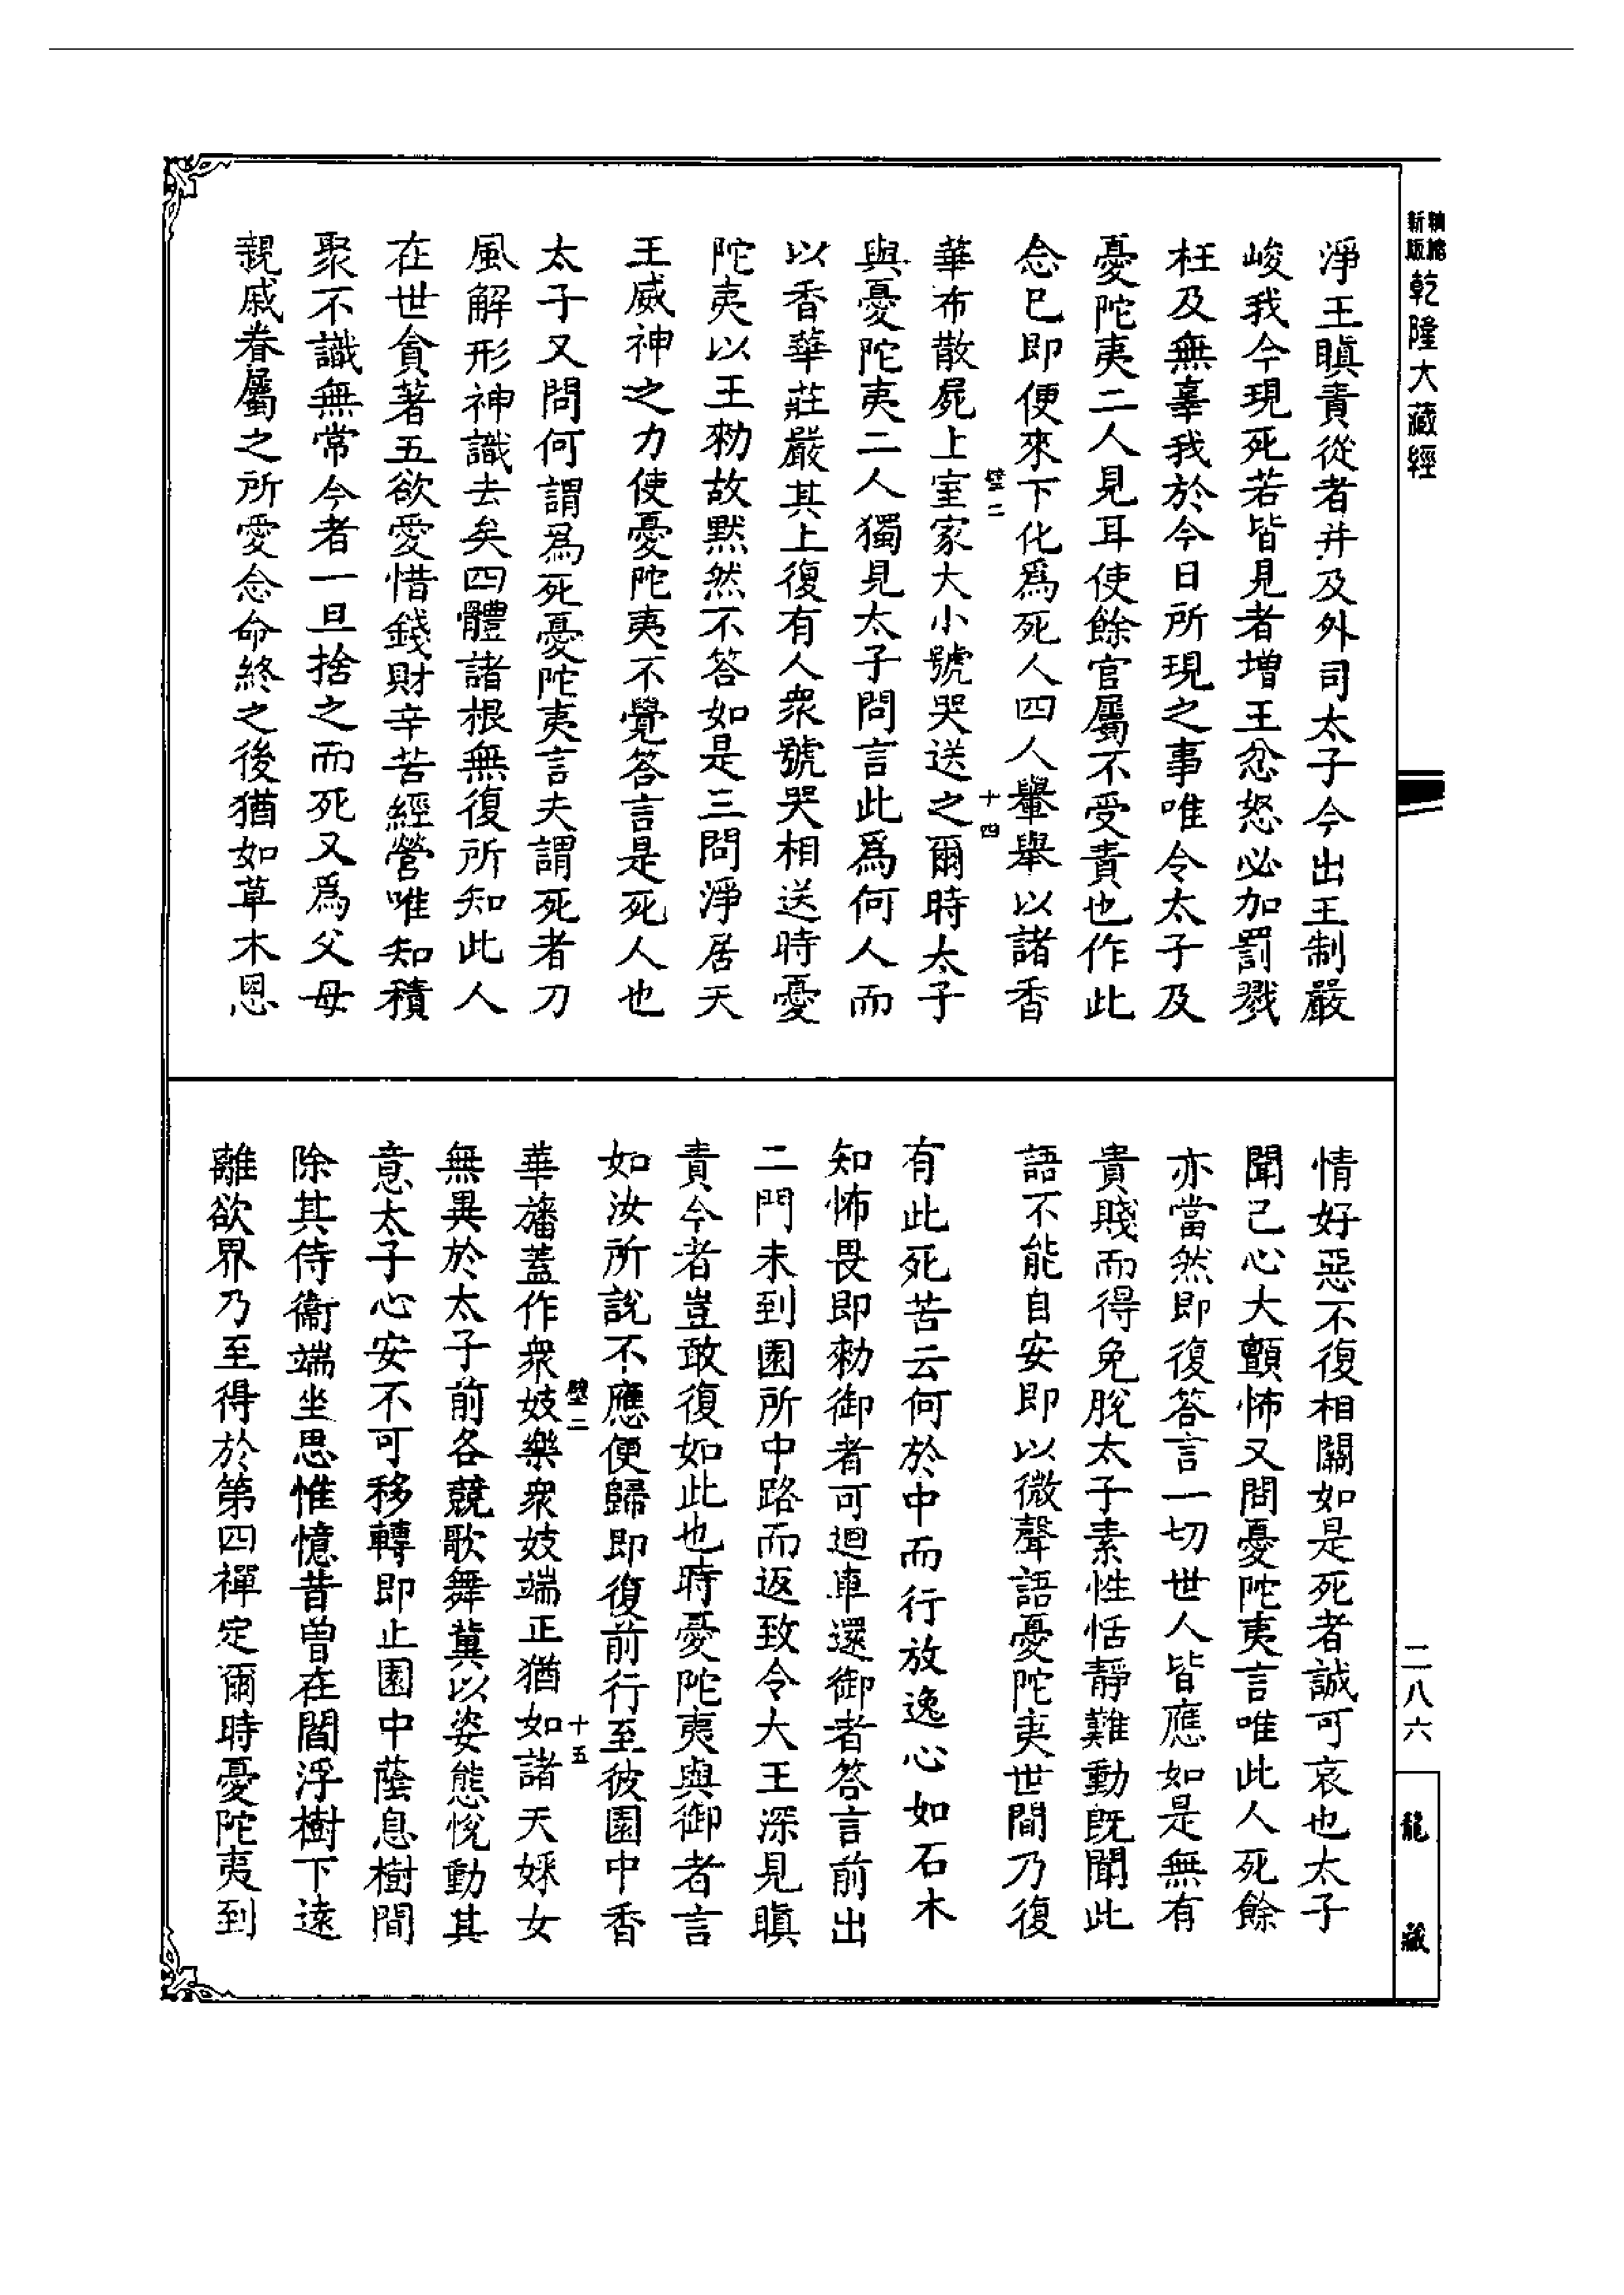 新版 精縮 乾隆大藏經
淨王瞋責從者并及外司太子今出王制嚴
峻我今現死若皆見者增王忿怒必加罰戮
枉及無辜我於今日所現之事唯令太子及
憂陀夷二人見耳使餘官屬不受責也作此
念已即便來下化為死人四人轝舉以諸香
壁二 十四
華布散屍上室家大小號哭送之爾時太子
與憂陀夷二人獨見太子問言此為何人而
以香華莊嚴其上復有人眾號哭相送時憂
陀夷以王勑故默然不答如是三問淨居天
王威神之力使憂陀夷不覺答言是死人也
太子又問何謂為死憂陀夷言夫謂死者刀
風解形神識去矣四體諸根無復所知此人
在世貪著五欲愛惜錢財辛苦經營唯知積
聚不識無常今者一旦捨之而死又為父母
親戚眷屬之所愛念命終之後猶如草木恩
情好惡不復相關如是死者誠可哀也太子
聞已心大顫怖又問憂陀夷言唯此人死餘
亦當然即復答言一切世人皆應如是無有
貴賤而得免脫太子素性恬靜難動既聞此
語不能自安即以微聲語憂陀夷世間乃復
有此死苦云何於中而行放逸心如石木
知怖畏即勑御者可迴車還御者答言前出
二門未到園所中路而返致令大王深見瞋
責今者豈敢復如此也時憂陀夷與御者言
如汝所說不應便歸即復前行至彼園中香
壁二 十五
華旛蓋作眾妓樂眾妓端正猶如諸天婇女
無異於太子前各競歌舞冀以姿態悅動其
意太子心安不可移轉即止園中蔭息樹間
除其侍衞端坐思惟憶昔曾在閻浮樹下遠
離欲界乃至得於第四禪定爾時憂陀夷到
二八六
龍藏